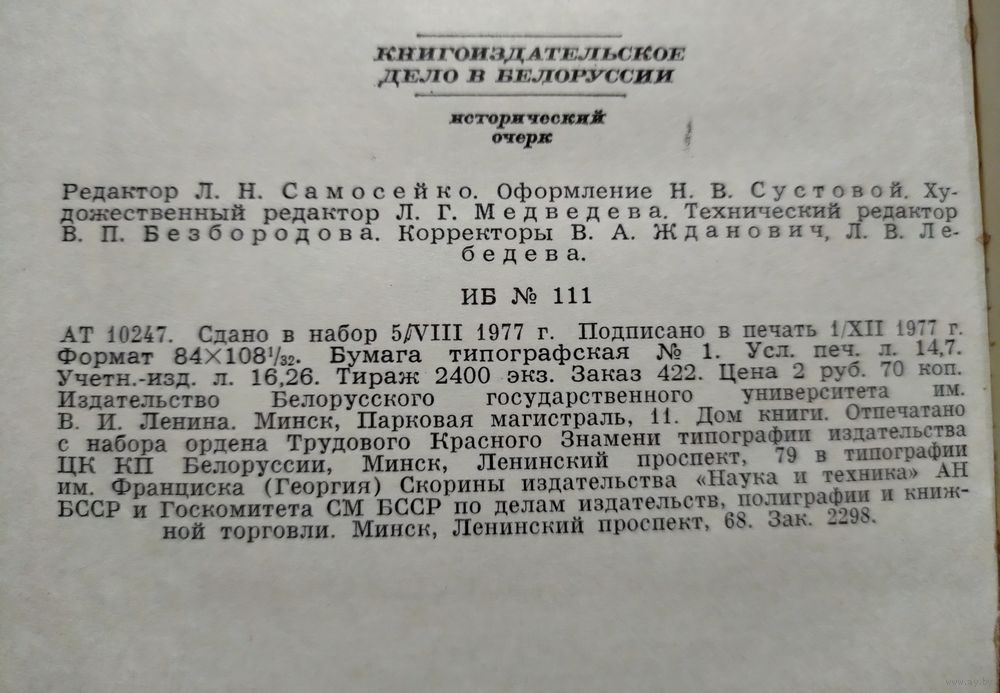 КНИГОИЗДАТЕЛЬСКОЕ
ДЕЛО В БЕЛОРУССИИ
исторический
очерк
Редактор Л. Н. Самосейко. Оформление Н. В. Сустовой. Ху-
дожественный редактор Л. Г. Медведева. Технический редактор
В. П. Безбородова. Корректоры В. А. Жданович, Л. В. Ле-
бедева.
ИБ № 111
АТ 10247. Сдано в набор 5/VIII 1977 г. Подписано в печать 1/XII 1977 г.
Формат 84×108¹/₃₂. Бумага типографская № 1. Усл. печ. л. 14,7.
Учетн.-изд. л. 16,26. Тираж 2400 экз. Заказ 422. Цена 2 руб. 70 коп.
Издательство Белорусского государственного университета им.
В. И. Ленина. Минск, Парковая магистраль, 11. Дом книги. Отпечатано
с набора ордена Трудового Красного Знамени типографии издательства
ЦК КП Белоруссии, Минск, Ленинский проспект, 79 в типографии
им. Франциска (Георгия) Скорины издательства «Наука и техника» АН
БССР и Госкомитета СМ БССР по делам издательств, полиграфии и книж-
ной торговли. Минск, Ленинский проспект, 68. Зак. 2298.
www.ay.by